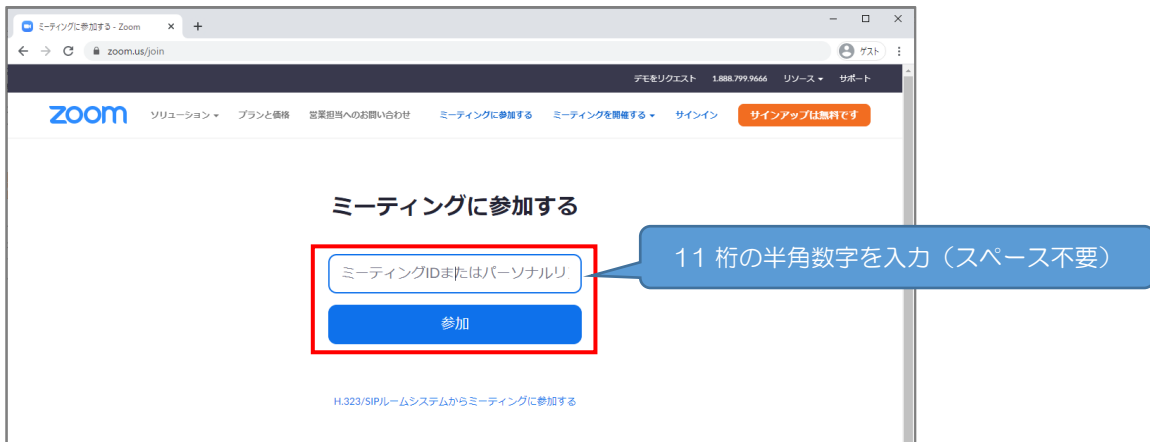 ミーティングに参加する - Zoom
zoom.us/join
ゲスト
デモをリクエスト 1.888.799.9666 リソース サポート
zoom ソリューション プランと価格 営業担当へのお問い合わせ ミーティングに参加する ミーティングを開催する サインイン サインアップは無料です
ミーティングに参加する
11 桁の半角数字を入力（スペース不要）
ミーティングIDまたはパーソナルリ
参加
H.323/SIPルームシステムからミーティングに参加する